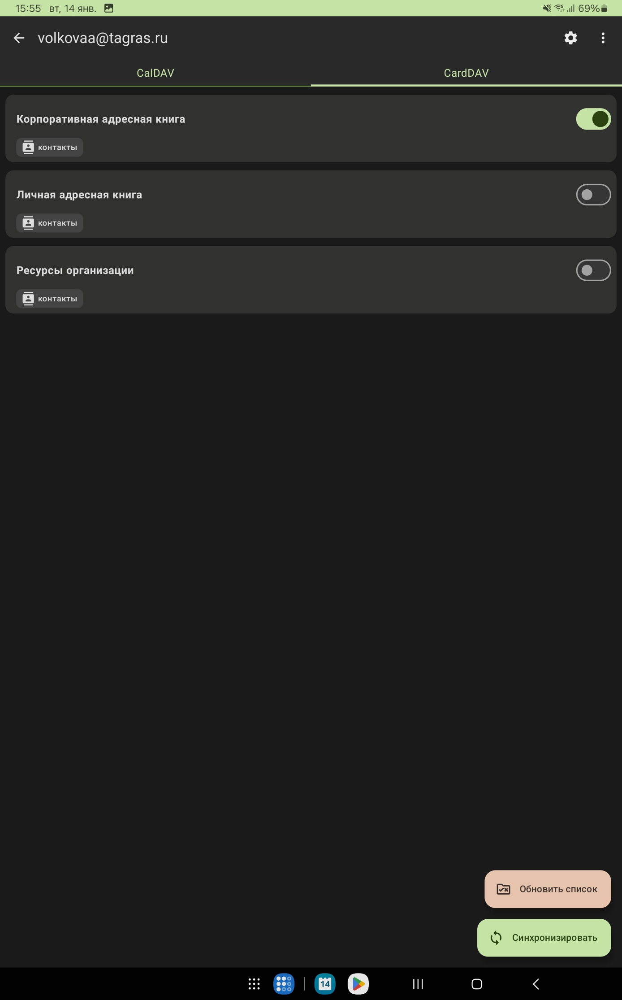 15:55 вт, 14 янв. 69%
volkovaa@tagras.ru
CalDAV CardDAV
Корпоративная адресная книга
контакты
Личная адресная книга
контакты
Ресурсы организации
контакты
Обновить список
Синхронизировать
14